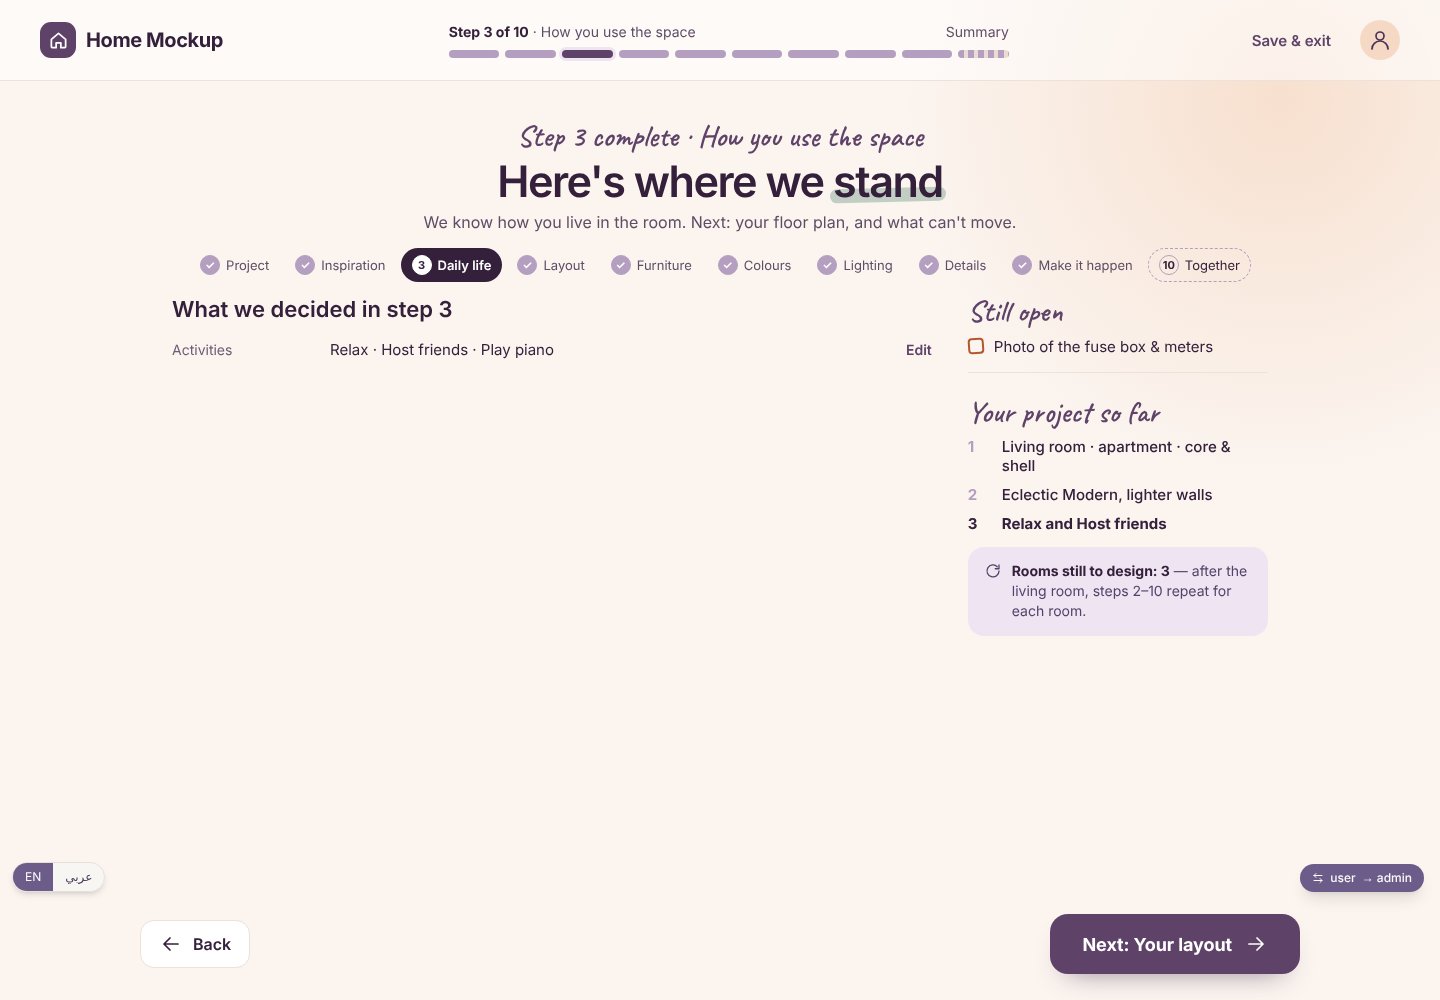 Home Mockup
Step 3 of 10 · How you use the space
Summary
Save & exit
Step 3 complete · How you use the space
Here's where we stand
We know how you live in the room. Next: your floor plan, and what can't move.
Project
Inspiration
3 Daily life
Layout
Furniture
Colours
Lighting
Details
Make it happen
10 Together
What we decided in step 3
Activities
Relax · Host friends · Play piano
Edit
Still open
Photo of the fuse box & meters
Your project so far
1 Living room · apartment · core &
shell
2 Eclectic Modern, lighter walls
3 Relax and Host friends
Rooms still to design: 3 — after the
living room, steps 2–10 repeat for
each room.
EN
عربي
user → admin
Back
Next: Your layout